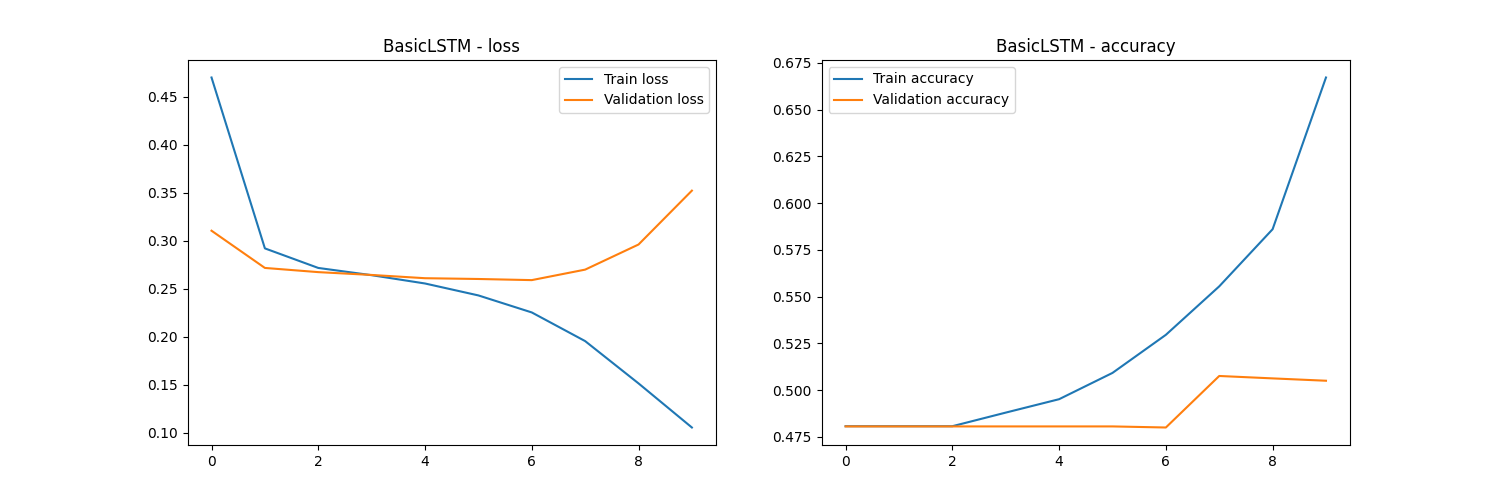 BasicLSTM - loss
Train loss
Validation loss
0.45
0.40
0.35
0.30
0.25
0.20
0.15
0.10
0 2 4 6 8
BasicLSTM - accuracy
Train accuracy
Validation accuracy
0.675
0.650
0.625
0.600
0.575
0.550
0.525
0.500
0.475
0 2 4 6 8